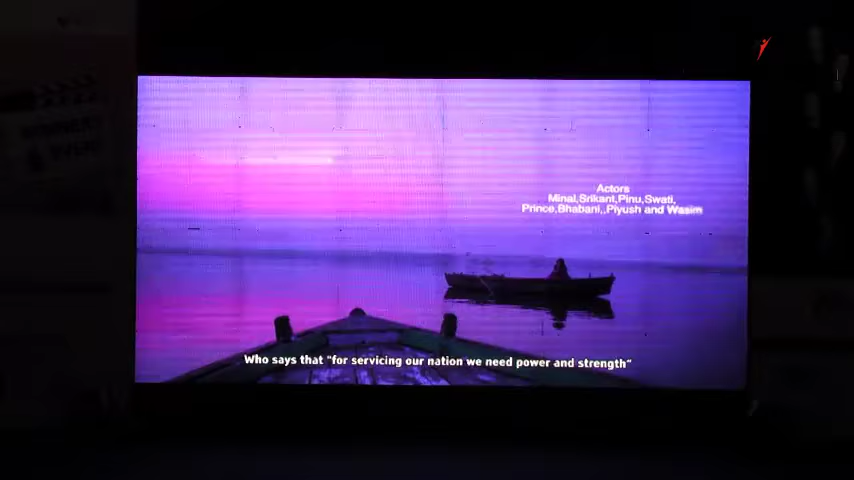 Actors
Minal,Srikant,Pinu,Swati,
Prince,Bhabani,,Piyush and Wasim
Who says that "for servicing our nation we need power and strength"